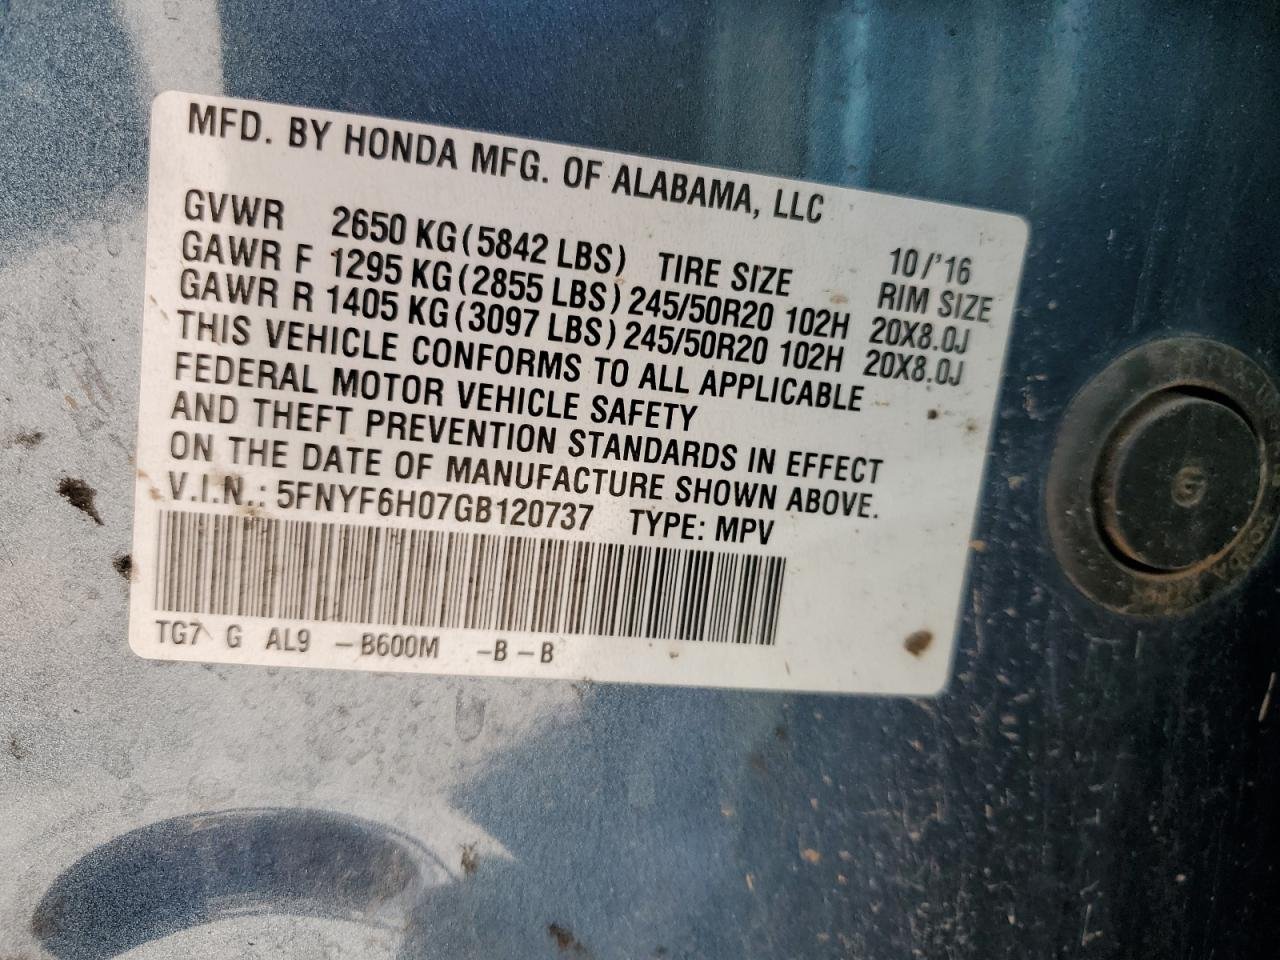 MFD. BY HONDA MFG. OF ALABAMA, LLC
10/'16
GVWR 2650 KG(5842 LBS) TIRE SIZE RIM SIZE
GAWR F 1295 KG(2855 LBS)245/50R20 102H 20X8.0J
GAWR R 1405 KG(3097 LBS)245/50R20 102H 20X8.0J
THIS VEHICLE CONFORMS TO ALL APPLICABLE
FEDERAL MOTOR VEHICLE SAFETY
AND THEFT PREVENTION STANDARDS IN EFFECT
ON THE DATE OF MANUFACTURE SHOWN ABOVE.
V.I.N.: 5FNYF6H07GB120737 TYPE: MPV
TG7 G AL9 -B600M -B-B
G